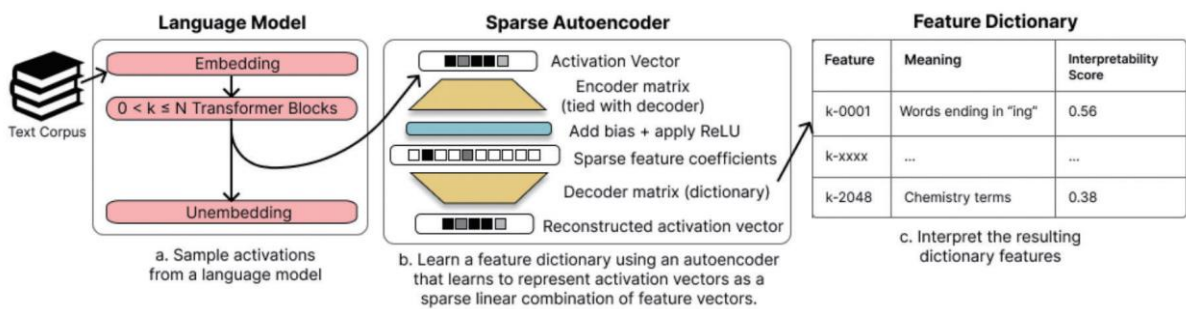 Language Model
Text Corpus
Embedding
0 < k ≤ N Transformer Blocks
Unembedding
a. Sample activations
from a language model
Sparse Autoencoder
Activation Vector
Encoder matrix
(tied with decoder)
Add bias + apply ReLU
Sparse feature coefficients
Decoder matrix (dictionary)
Reconstructed activation vector
b. Learn a feature dictionary using an autoencoder
that learns to represent activation vectors as a
sparse linear combination of feature vectors.
Feature Dictionary
Feature Meaning Interpretability
Score
k-0001 Words ending in “ing” 0.56
k-xxxx ... ...
k-2048 Chemistry terms 0.38
c. Interpret the resulting
dictionary features